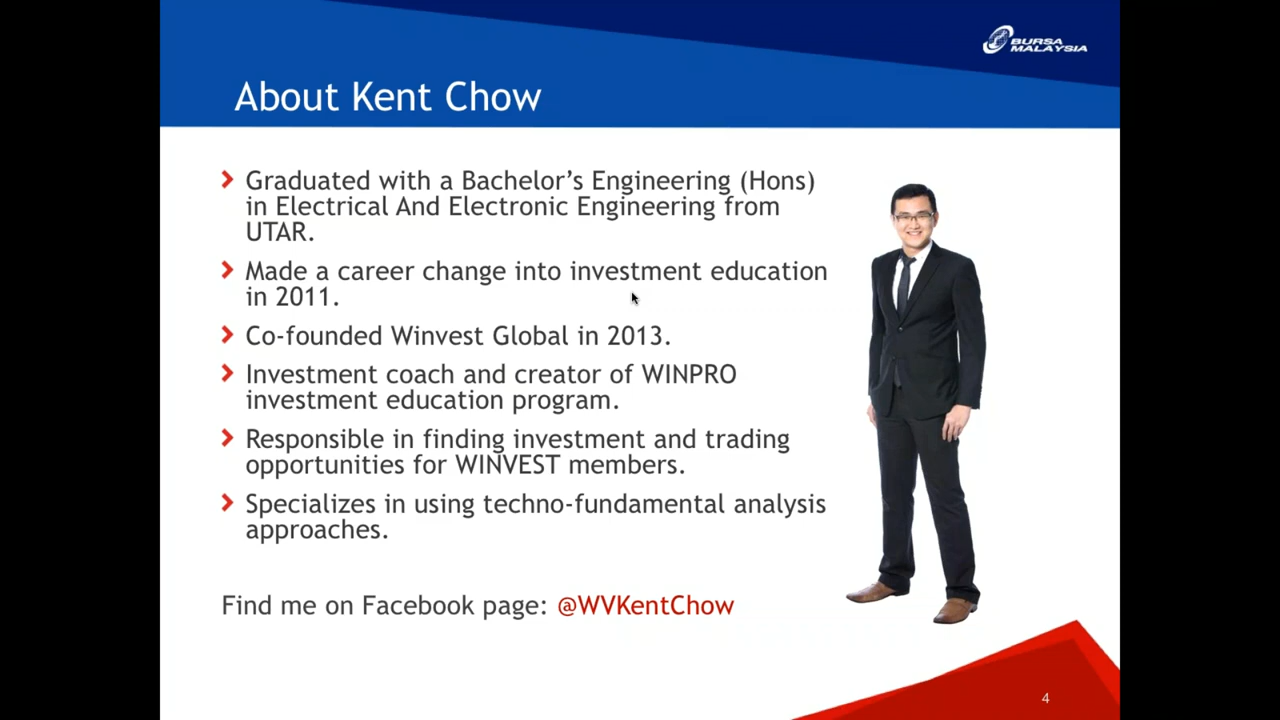 BURSA
MALAYSIA
About Kent Chow
Graduated with a Bachelor’s Engineering (Hons)
in Electrical And Electronic Engineering from
UTAR.
Made a career change into investment education
in 2011.
Co-founded Winvest Global in 2013.
Investment coach and creator of WINPRO
investment education program.
Responsible in finding investment and trading
opportunities for WINVEST members.
Specializes in using techno-fundamental analysis
approaches.
Find me on Facebook page: @WVKentChow
4